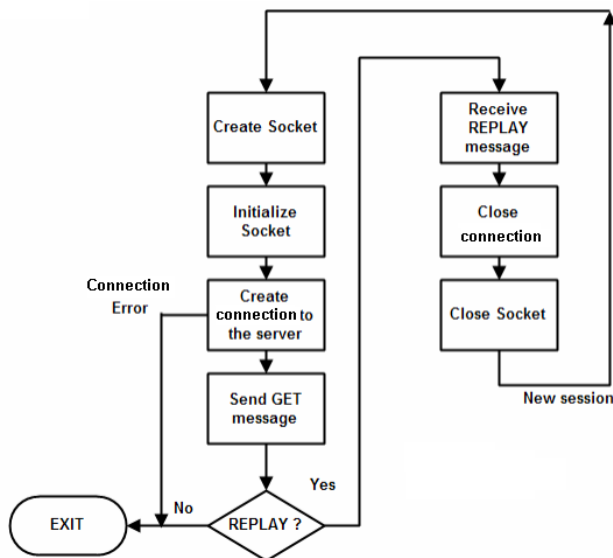 Create Socket
Initialize
Socket
Connection
Error
Create
connection to
the server
Send GET
message
Yes
No
REPLAY ?
EXIT
Receive
REPLAY
message
Close
connection
Close Socket
New session